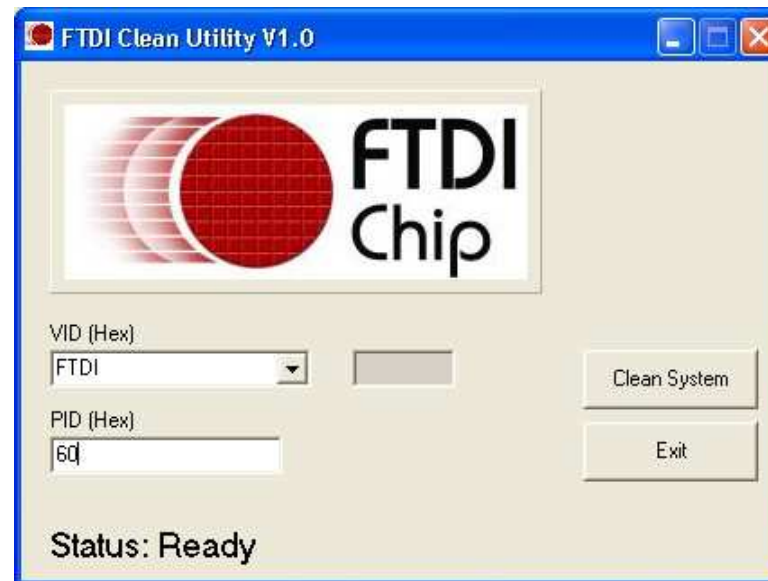 FTDI Clean Utility V1.0
FTDI
Chip
VID (Hex)
FTDI
Clean System
PID (Hex)
60
Exit
Status: Ready